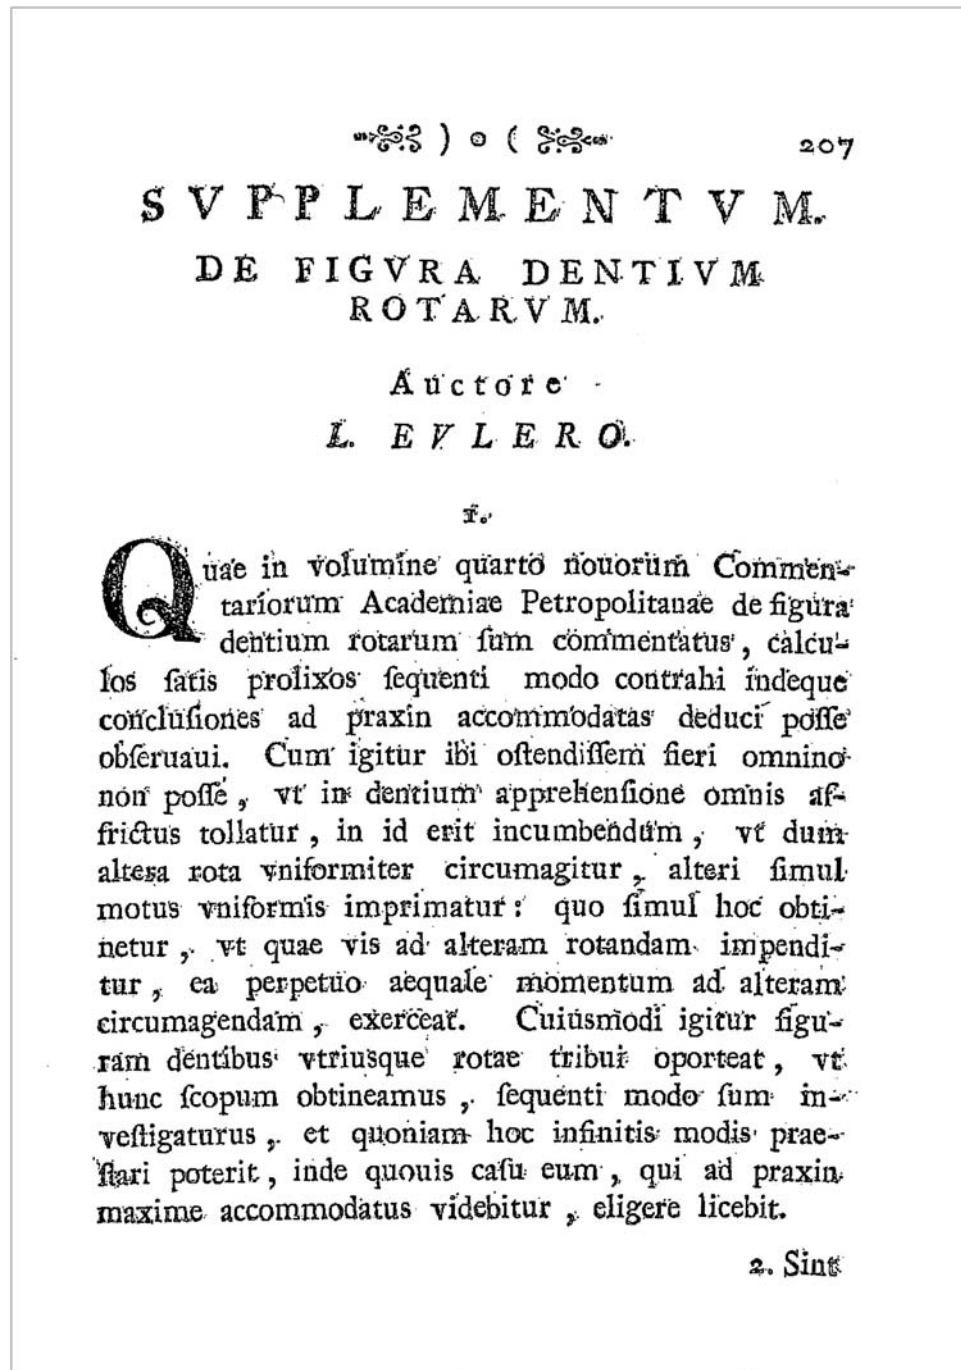 ) o ( 207
SVPPLEMENTVM.
DE FIGVRA DENTIVM
ROTARVM.
Auctore
L. EVLERO.
1.
Quae in volumine quarto nouorum Commen-
tariorum Academiae Petropolitanae de figura
dentium rotarum ſum commentatus, calcu-
los ſatis prolixos ſequenti modo contrahi indeque
concluſiones ad praxin accommodatas deduci poſſe
obſeruaui. Cum igitur ibi oſtendiſſem fieri omnino
non poſſe, vt in dentium apprehenſione omnis af-
frictus tollatur, in id erit incumbendum, vt dum
altera rota vniformiter circumagitur, alteri ſimul
motus vniformis imprimatur: quo ſimul hoc obti-
netur, vt quae vis ad alteram rotandam impendi-
tur, ea perpetuo aequale momentum ad alteram
circumagendam, exerceat. Cuiusmodi igitur figu-
ram dentibus vtriusque rotae tribui oporteat, vt
hunc ſcopum obtineamus, ſequenti modo ſum in-
veſtigaturus, et quoniam hoc infinitis modis prae-
ſtari poterit, inde quouis caſu eum, qui ad praxin
maxime accommodatus videbitur, eligere licebit.
2. Sint